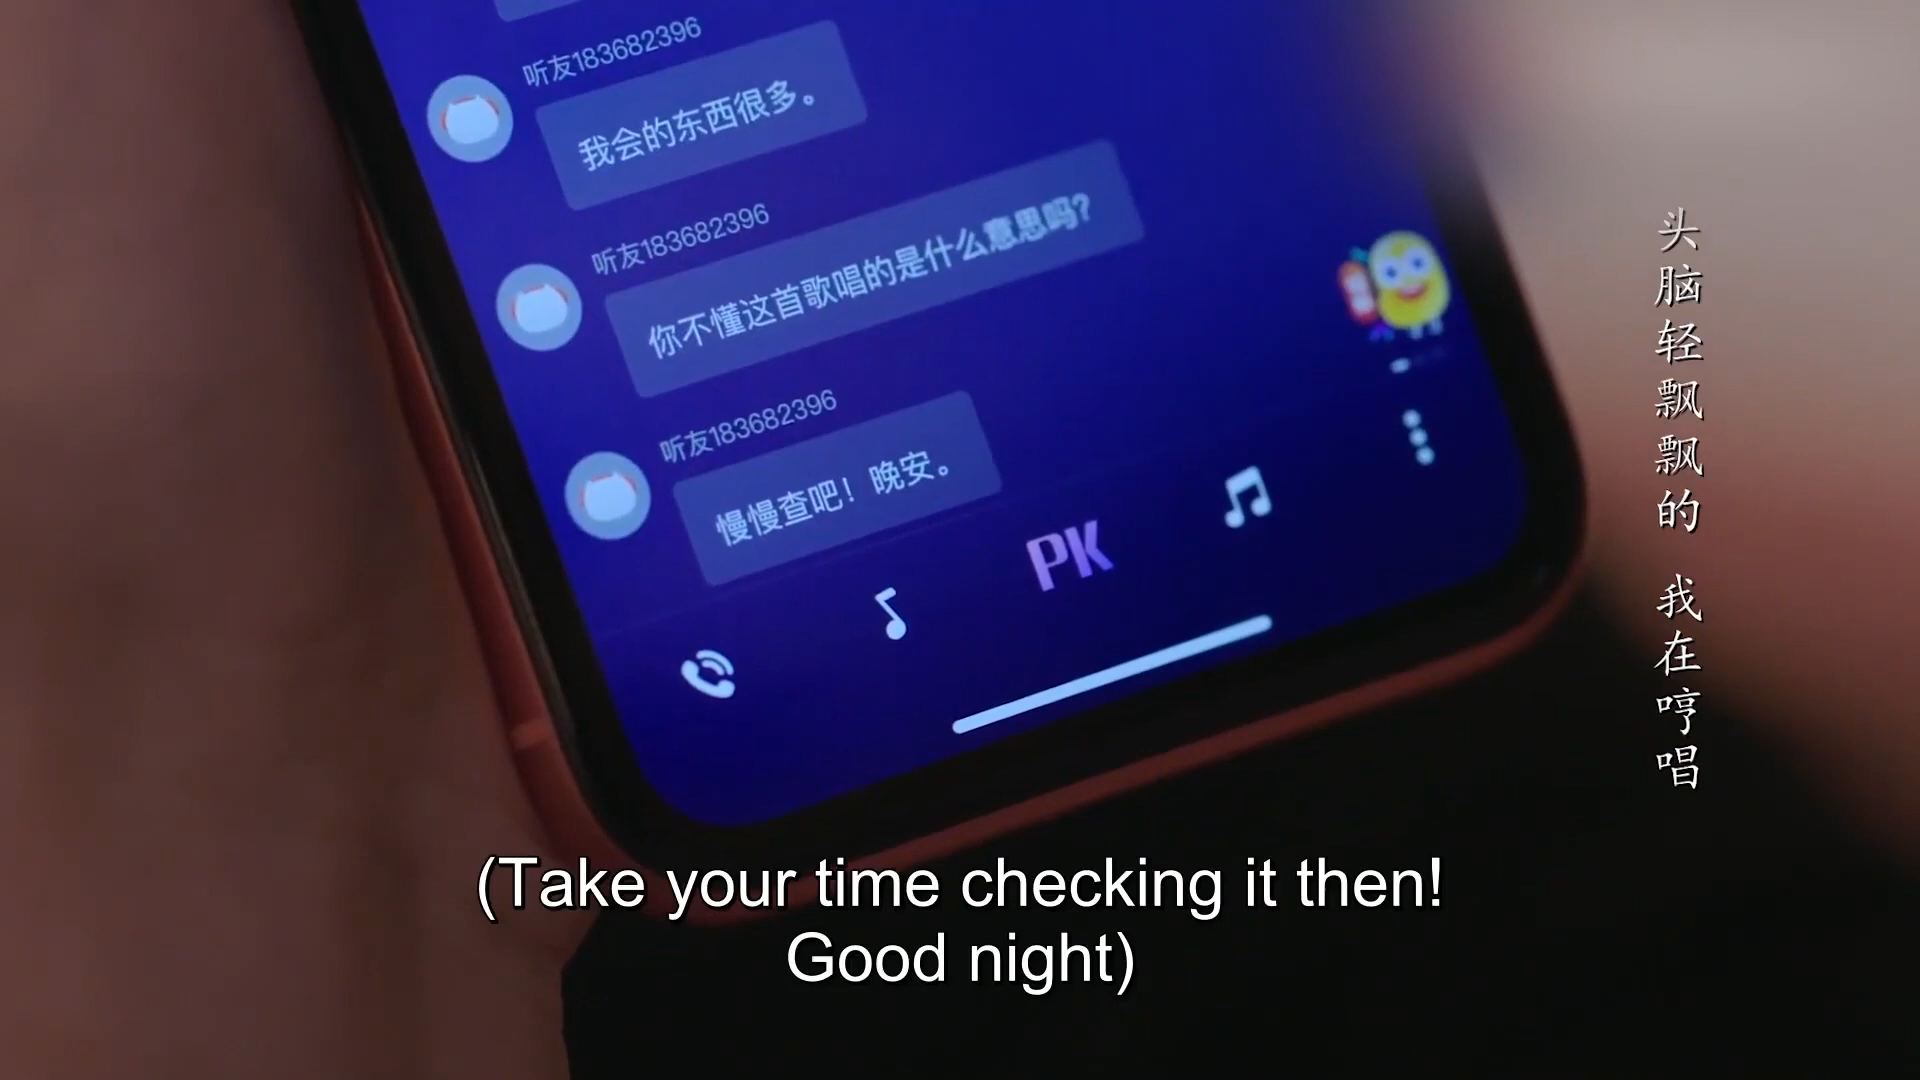 听友183682396
我会的东西很多。
听友183682396
你不懂这首歌唱的是什么意思吗？
听友183682396
慢慢查吧！晚安。
PK
头脑轻飘飘的 我在哼唱
(Take your time checking it then!
Good night)